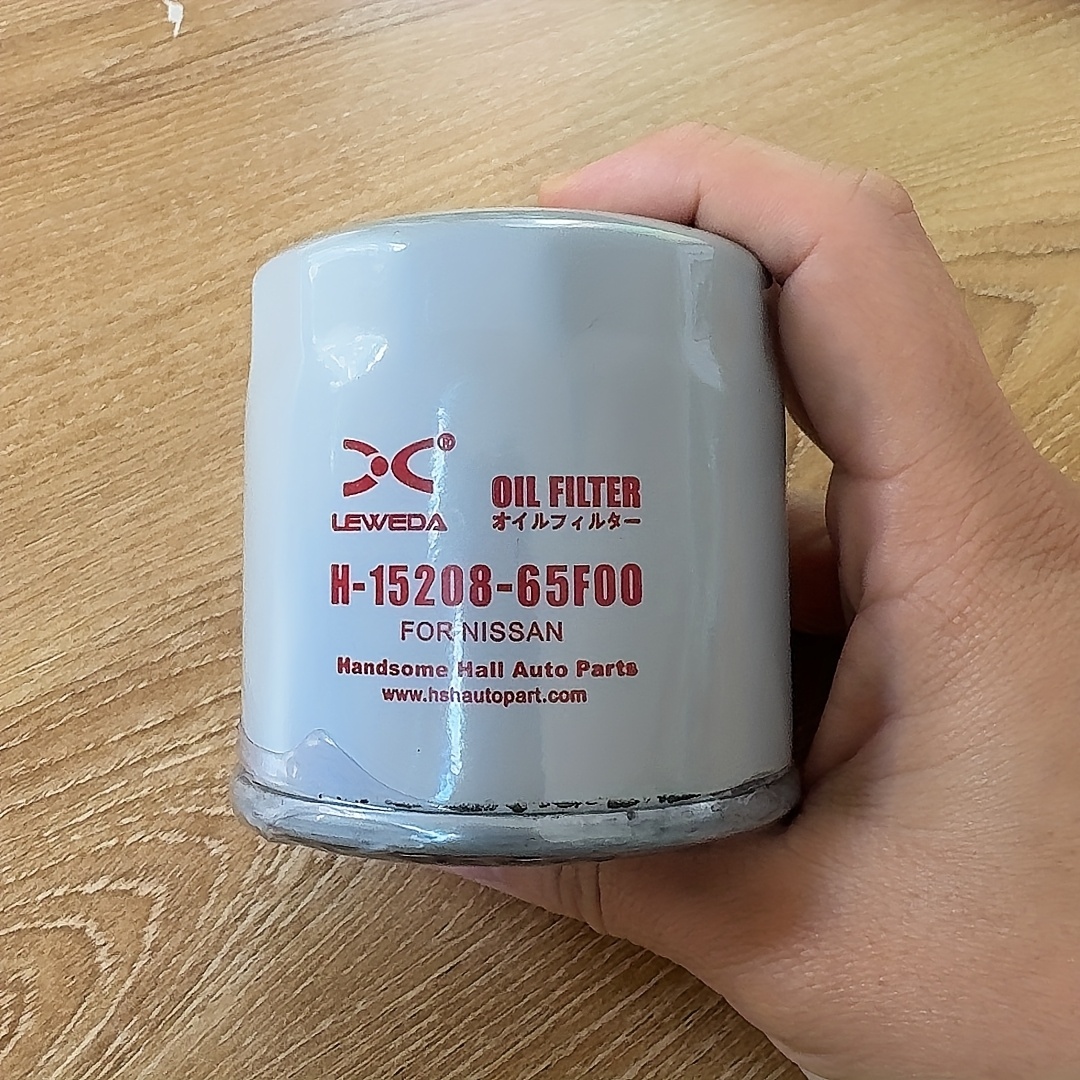 ®
LEWEDA
OIL FILTER
オイルフィルター
H-15208-65F00
FOR NISSAN
Handsome Hall Auto Parts
www.hshautopart.com